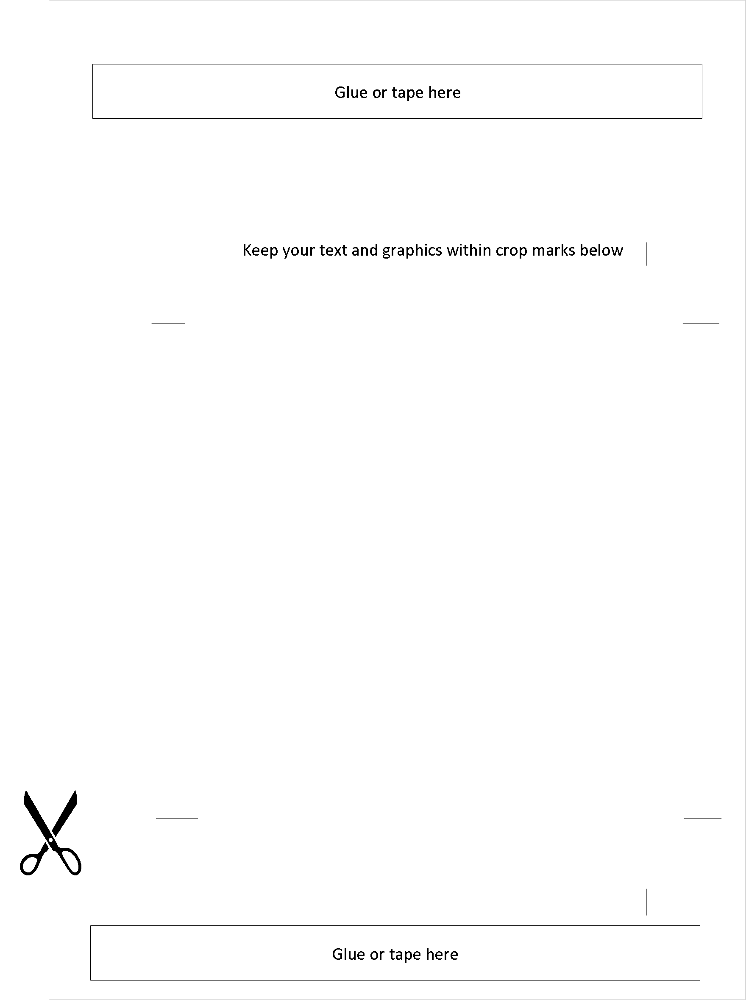 Glue or tape here
Keep your text and graphics within crop marks below
Glue or tape here